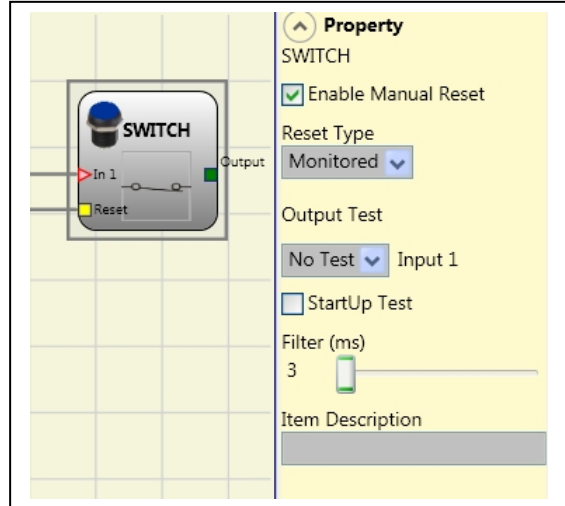 SWITCH
In 1
Output
Reset
Property
SWITCH
Enable Manual Reset
Reset Type
Monitored
Output Test
No Test Input 1
StartUp Test
Filter (ms)
3
Item Description